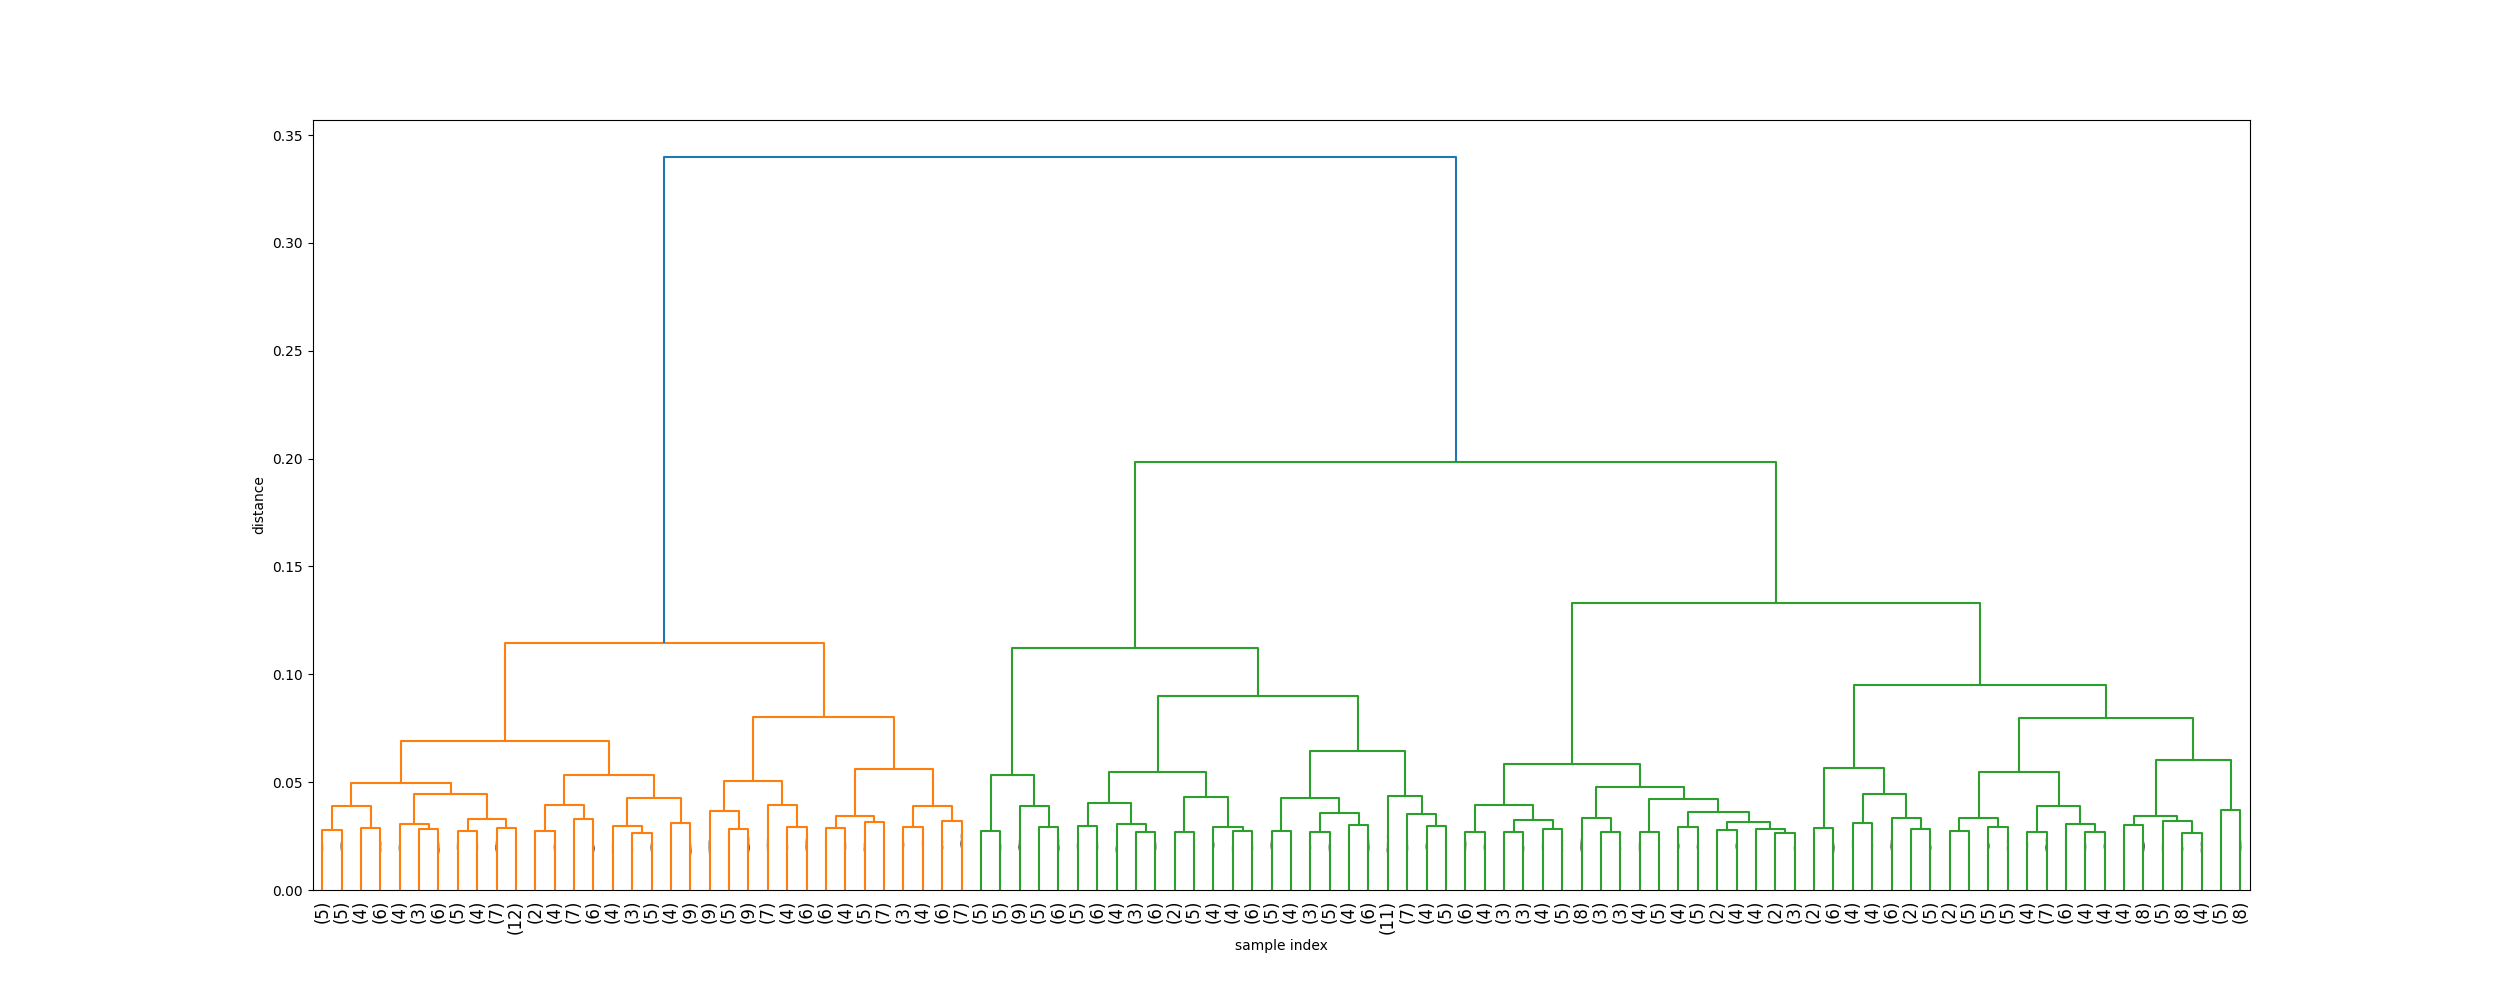 0.35
0.30
0.25
0.20
0.15
0.10
0.05
0.00
distance
(5) (5) (4) (6) (4) (3) (6) (5) (4) (7) (12) (2) (4) (7) (6) (4) (3) (5) (4) (9) (9) (5) (9) (7) (4) (6) (6) (4) (5) (7) (3) (4) (6) (7) (5) (5) (9) (5) (6) (5) (6) (4) (3) (6) (2) (5) (4) (4) (6) (5) (4) (3) (5) (4) (6) (11) (7) (4) (5) (6) (4) (3) (3) (4) (5) (8) (3) (3) (4) (5) (4) (5) (2) (4) (4) (2) (3) (2) (6) (4) (4) (6) (2) (5) (2) (5) (5) (5) (4) (7) (6) (4) (4) (4) (8) (5) (8) (4) (5) (8)
sample index